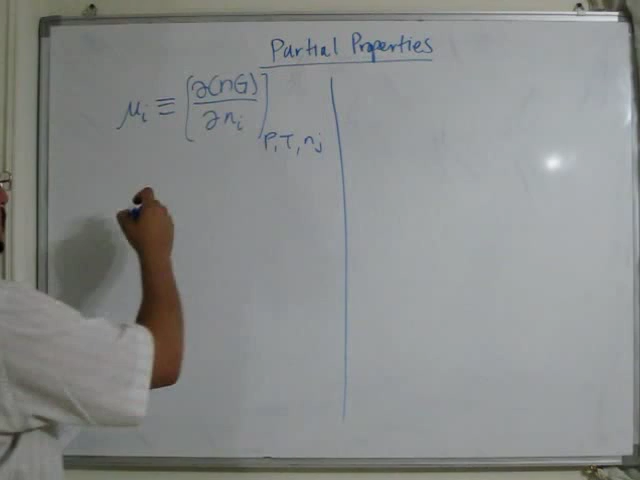 Partial Properties
μi ≡ [∂(nG)/∂ni]P,T,nj